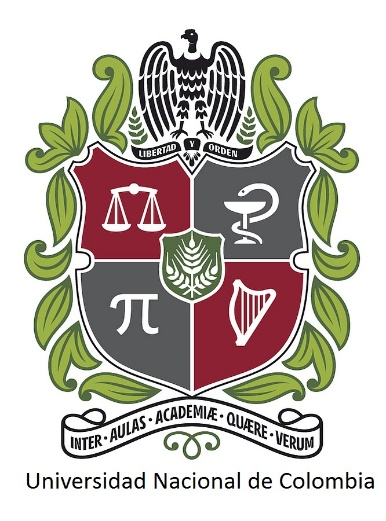 LIBERTAD Y ORDEN
π
INTER · AULAS · ACADEMIÆ · QUÆRE · VERUM
Universidad Nacional de Colombia